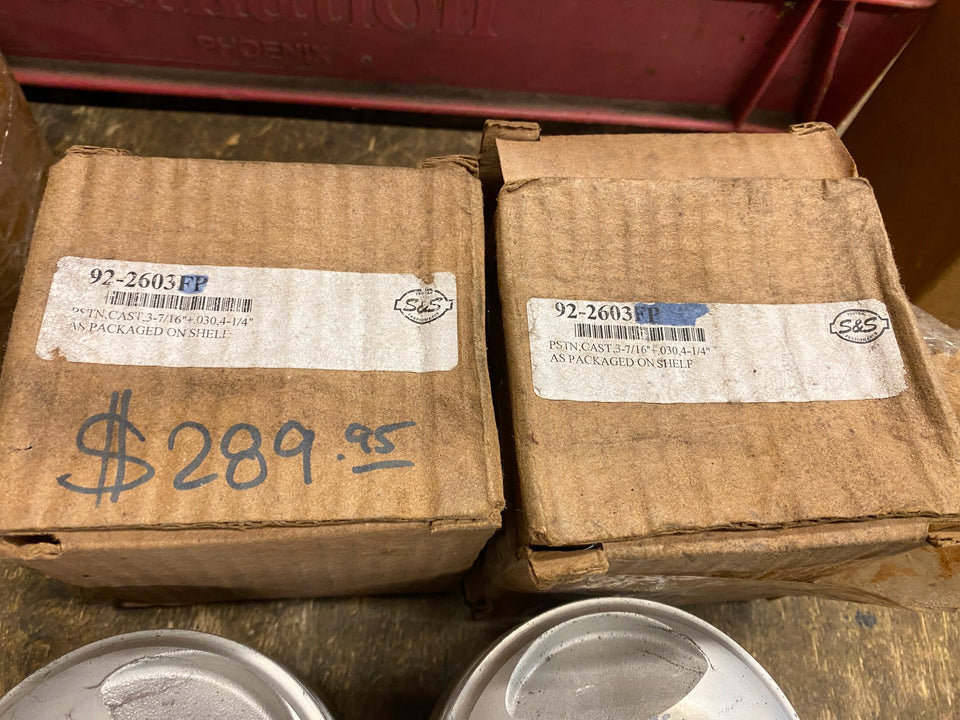 PHOENIX
92-2603FP
S&S
PSTN,CAST,3-7/16"+.030,4-1/4"
AS PACKAGED ON SHELF
$289.95
92-2603FP
S&S
PSTN,CAST,3-7/16"+.030,4-1/4"
AS PACKAGED ON SHELF